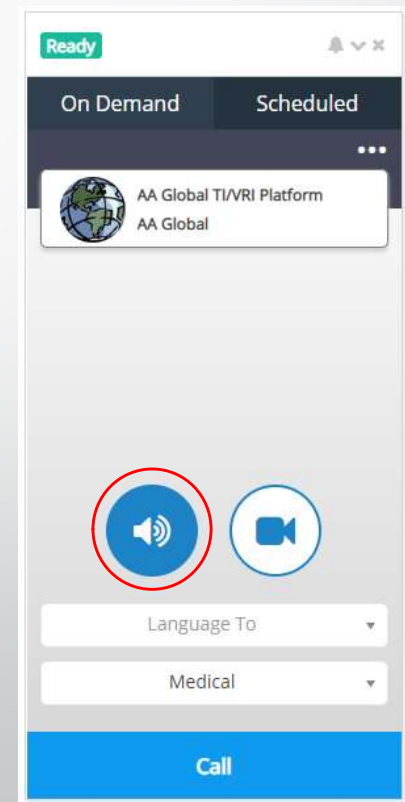 Ready
On Demand Scheduled
AA Global TI/VRI Platform
AA Global
Language To
Medical
Call